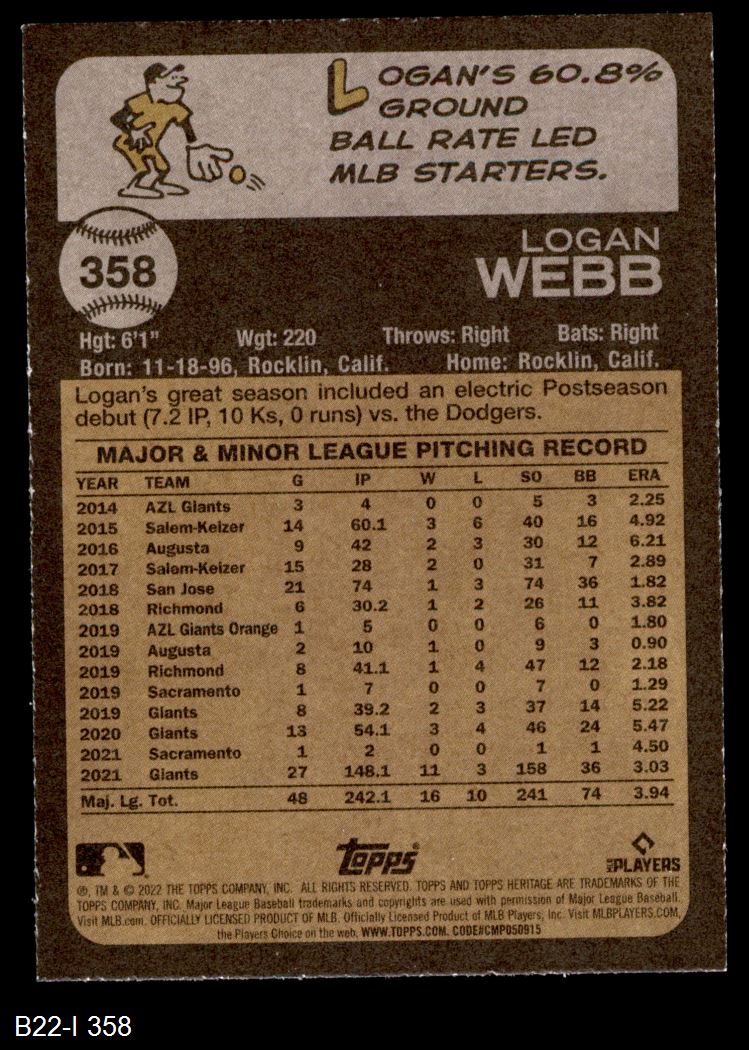 LOGAN'S 60.8%
GROUND
BALL RATE LED
MLB STARTERS.
358
LOGAN
WEBB
Hgt: 6'1" Wgt: 220 Throws: Right Bats: Right
Born: 11-18-96, Rocklin, Calif. Home: Rocklin, Calif.
Logan's great season included an electric Postseason
debut (7.2 IP, 10 Ks, 0 runs) vs. the Dodgers.
MAJOR & MINOR LEAGUE PITCHING RECORD
YEAR TEAM G IP W L SO BB ERA
2014 AZL Giants 3 4 0 0 5 3 2.25
2015 Salem-Keizer 14 60.1 3 6 40 16 4.92
2016 Augusta 9 42 2 3 30 12 6.21
2017 Salem-Keizer 15 28 2 0 31 7 2.89
2018 San Jose 21 74 1 3 74 36 1.82
2018 Richmond 6 30.2 1 2 26 11 3.82
2019 AZL Giants Orange 1 5 0 0 6 0 1.80
2019 Augusta 2 10 1 0 9 3 0.90
2019 Richmond 8 41.1 1 4 47 12 2.18
2019 Sacramento 1 7 0 0 7 0 1.29
2019 Giants 8 39.2 2 3 37 14 5.22
2020 Giants 13 54.1 3 4 46 24 5.47
2021 Sacramento 1 2 0 0 1 1 4.50
2021 Giants 27 148.1 11 3 158 36 3.03
Maj. Lg. Tot. 48 242.1 16 10 241 74 3.94
topps PLAYERS
®, TM & © 2022 THE TOPPS COMPANY, INC. ALL RIGHTS RESERVED. TOPPS AND TOPPS HERITAGE ARE TRADEMARKS OF THE
TOPPS COMPANY, INC. Major League Baseball trademarks and copyrights are used with permission of Major League Baseball.
Visit MLB.com. OFFICIALLY LICENSED PRODUCT OF MLB. Officially Licensed Product of MLB Players, Inc. Visit MLBPLAYERS.COM,
the Players Choice on the web. WWW.TOPPS.COM. CODE#CMP050915
B22-I 358